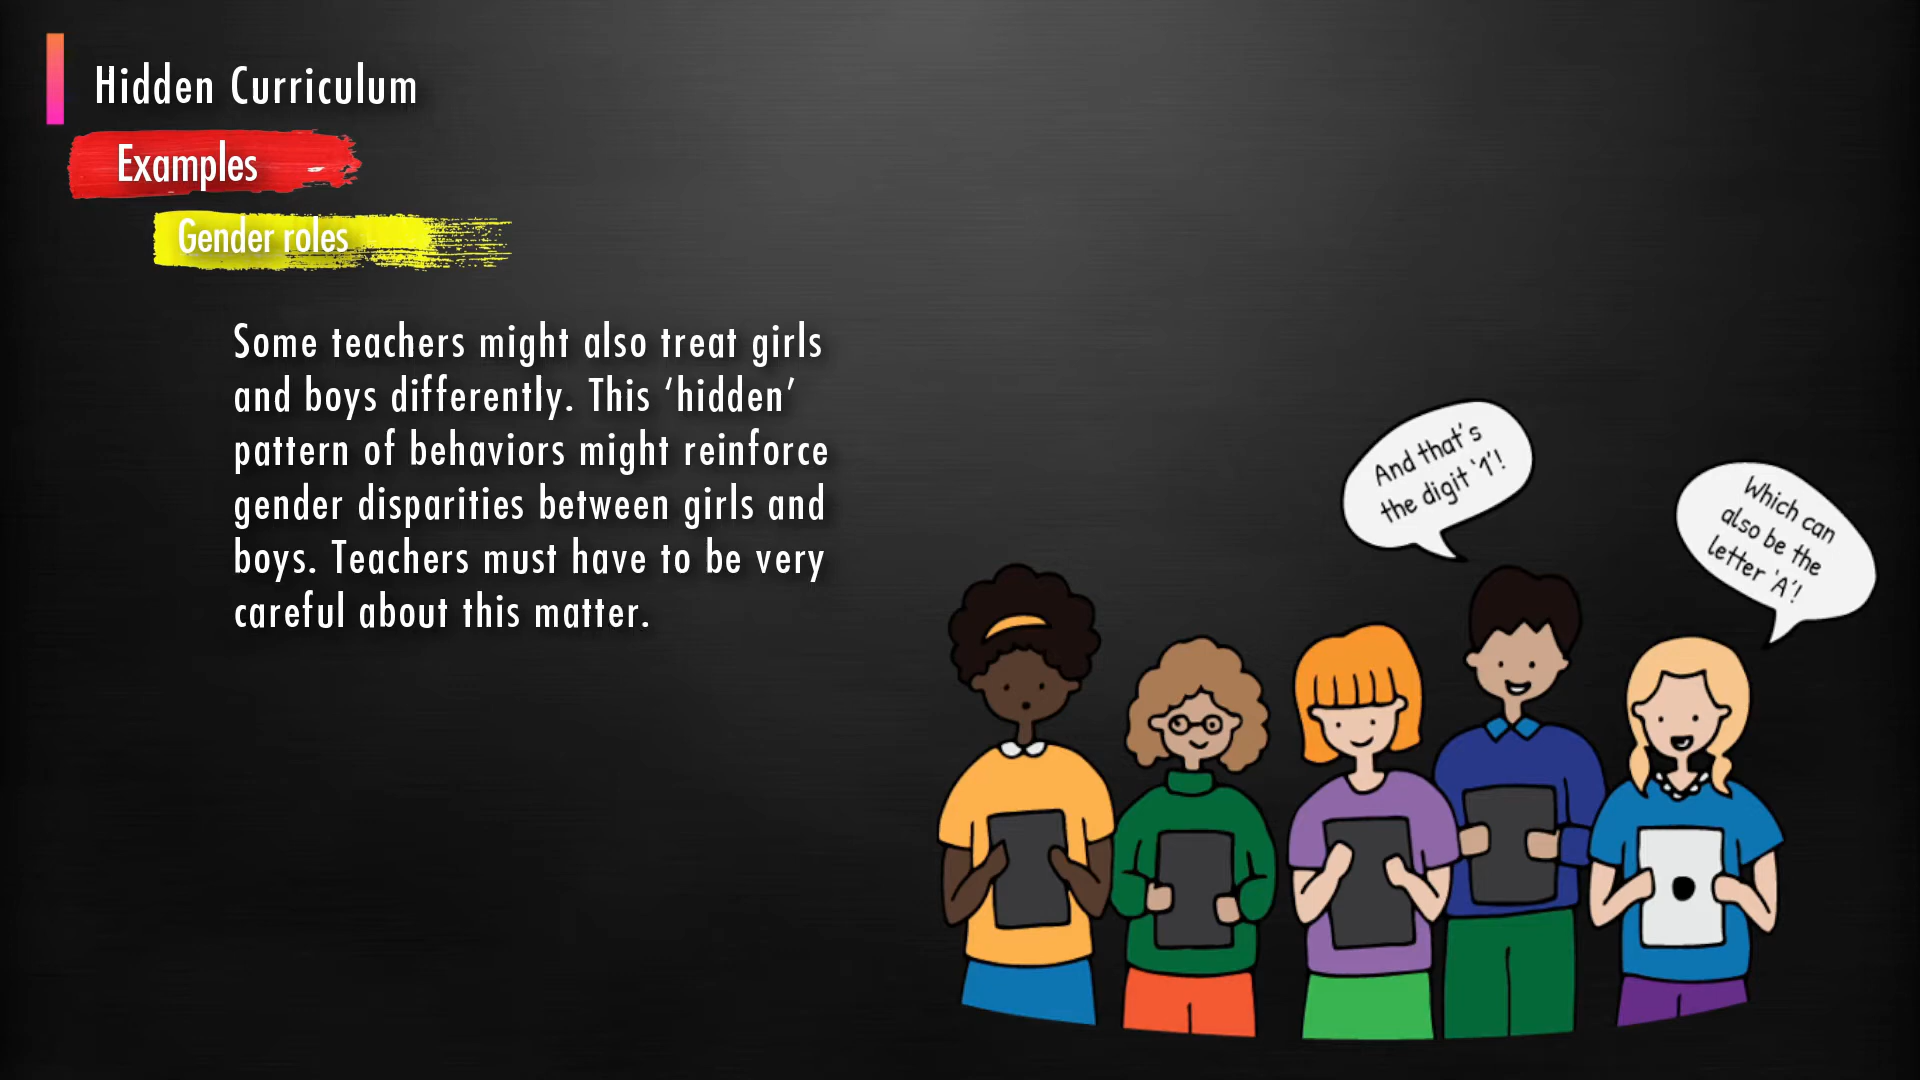 Hidden Curriculum
Examples
Gender roles
Some teachers might also treat girls
and boys differently. This ‘hidden’
pattern of behaviors might reinforce
gender disparities between girls and
boys. Teachers must have to be very
careful about this matter.
And that's
the digit '1'!
Which can
also be the
letter 'A'!